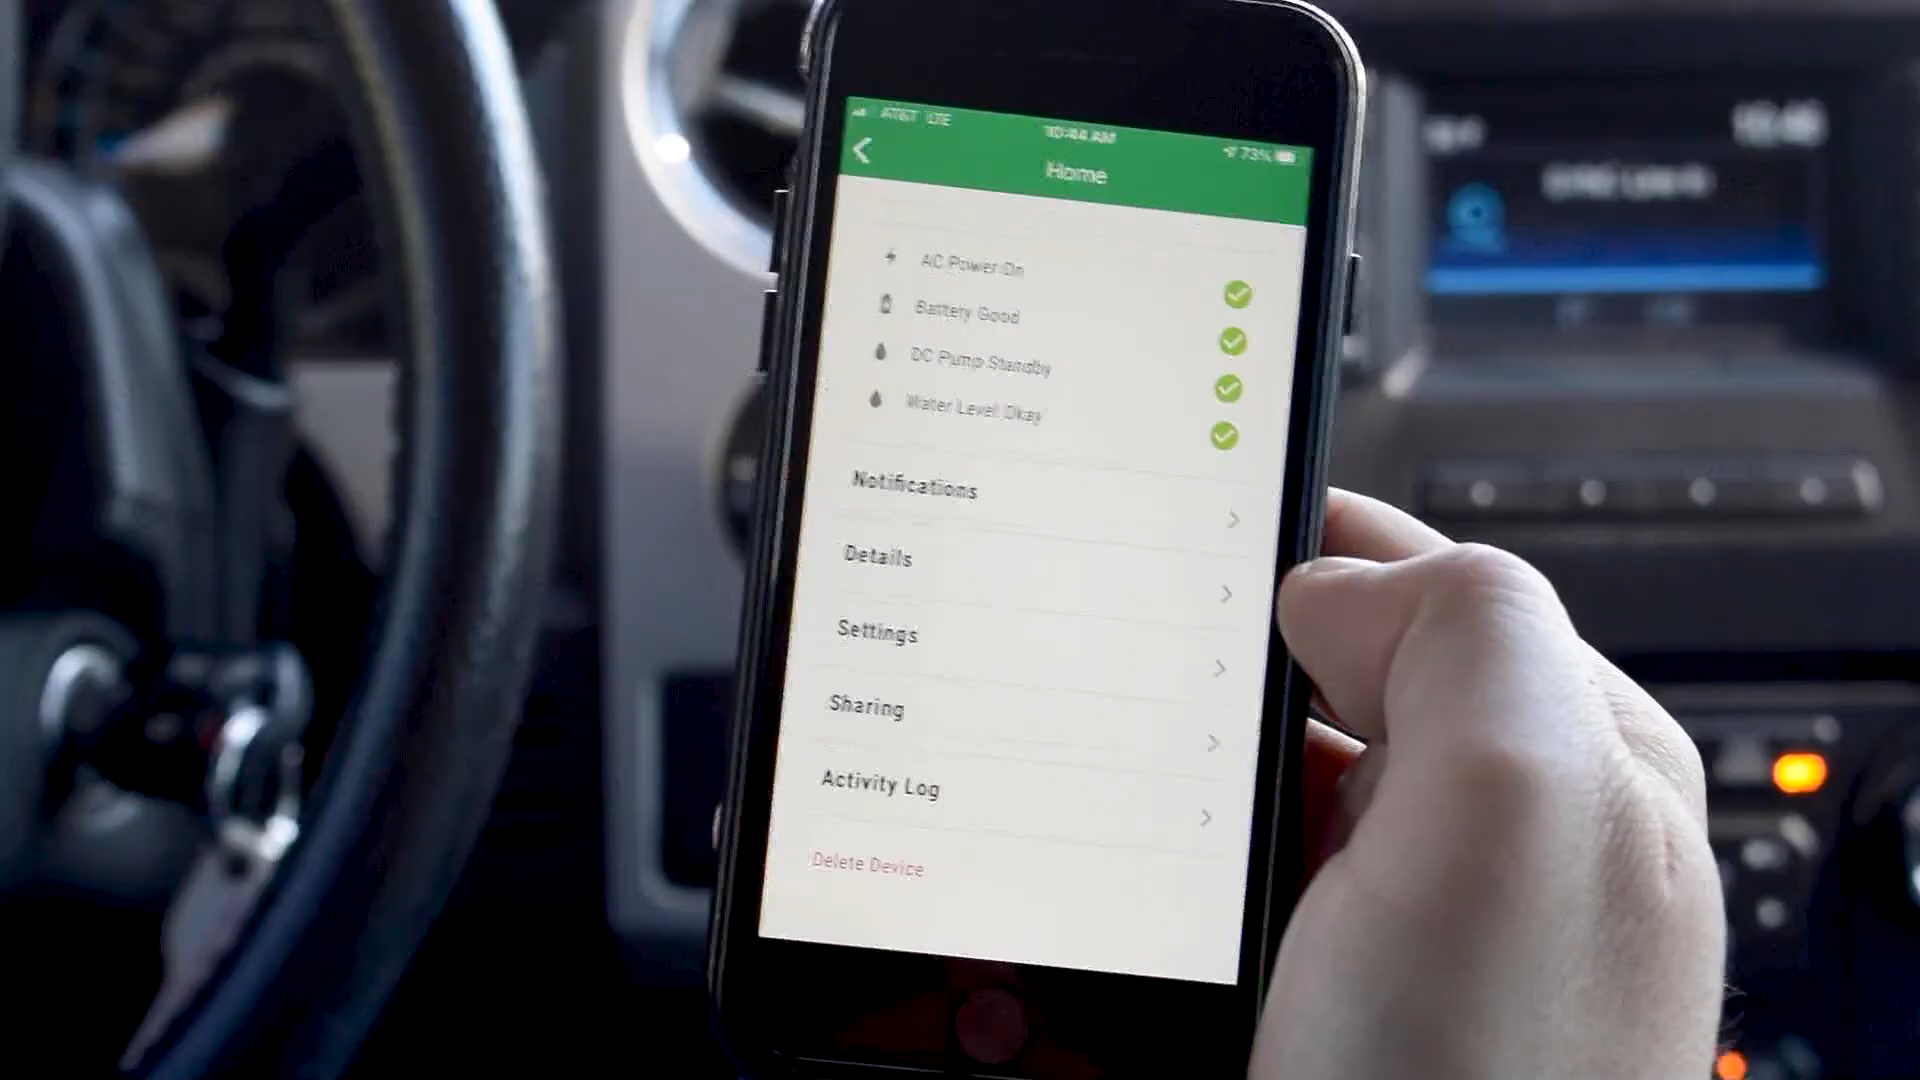 AT&T LTE
10:44 AM
73%
Home
AC Power On
Battery Good
DC Pump Standby
Water Level Okay
Notifications
Details
Settings
Sharing
Activity Log
Delete Device